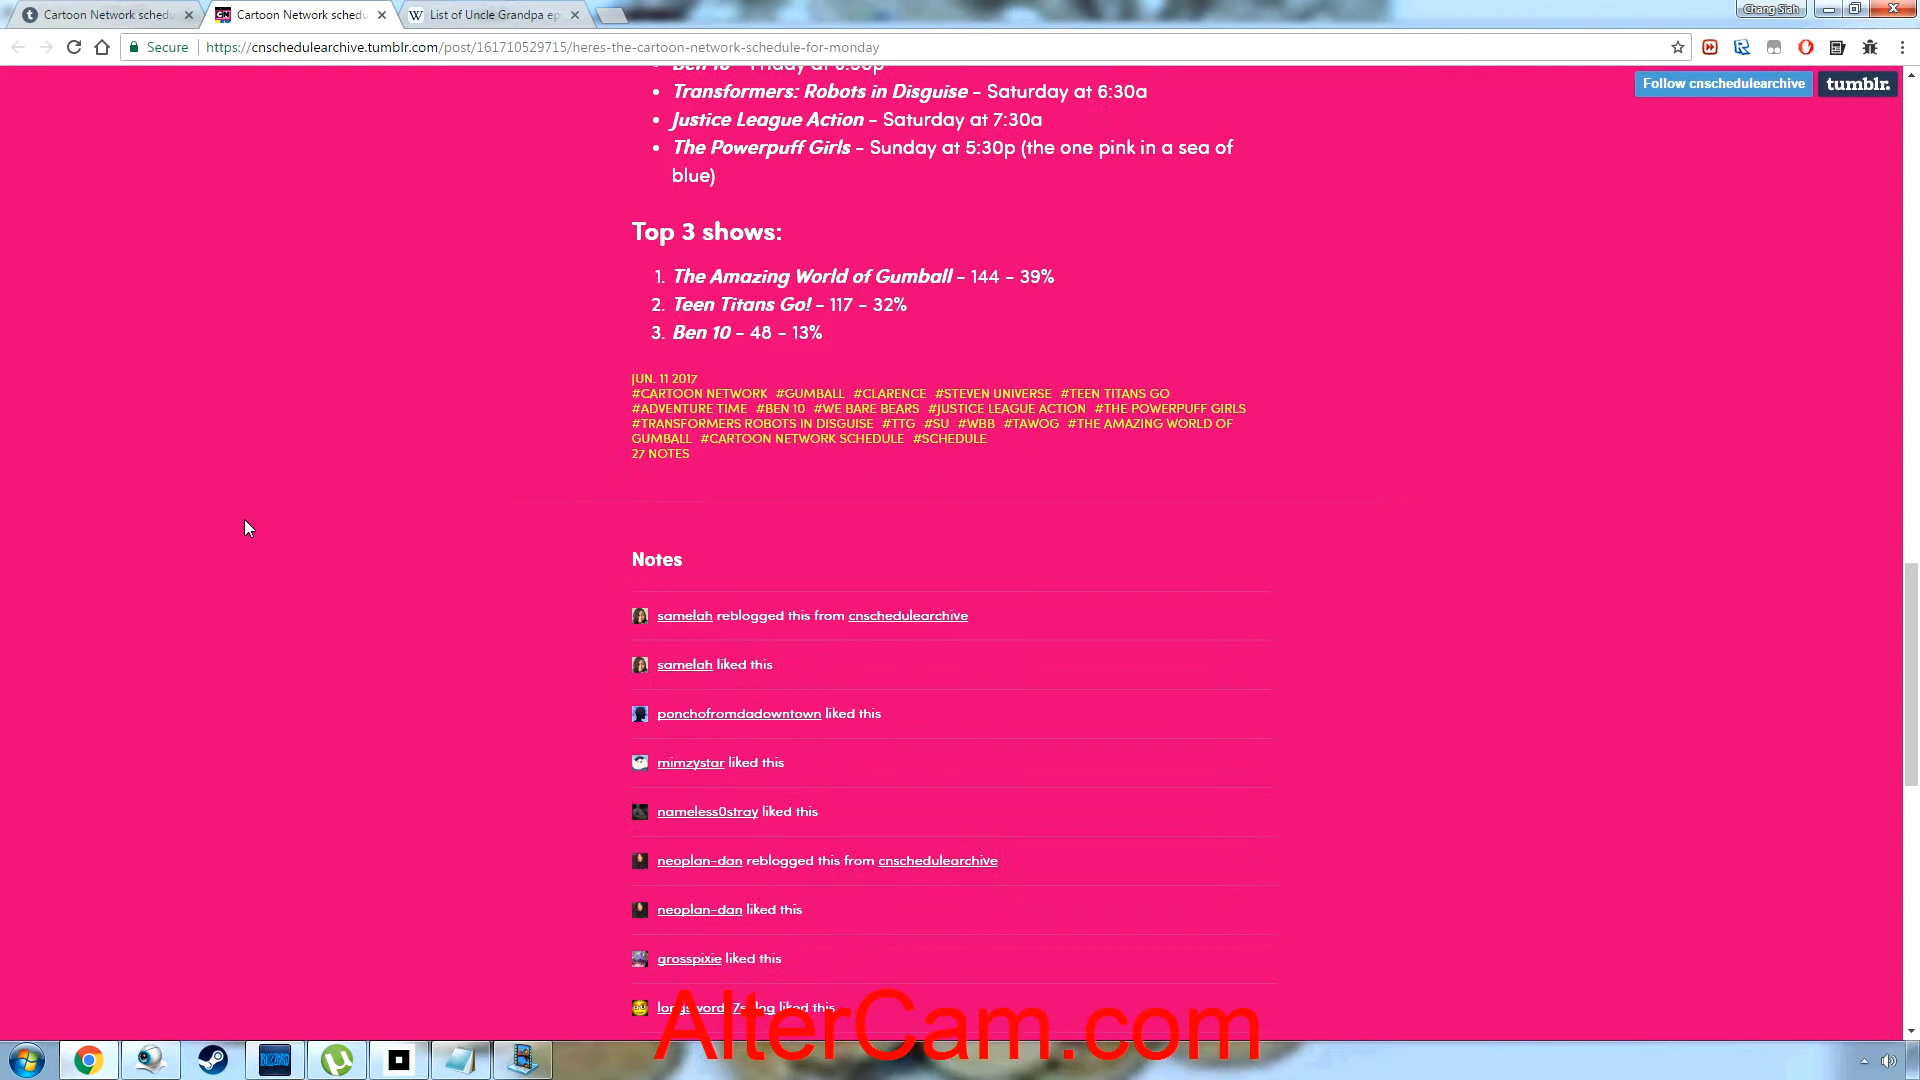 Cartoon Network schedu
Cartoon Network schedu
List of Uncle Grandpa ep
Chang Siah
Secure
https://cnschedulearchive.tumblr.com/post/161710529715/heres-the-cartoon-network-schedule-for-monday
Follow cnschedulearchive
tumblr.
Ben 10 - Friday at 6:30p
Transformers: Robots in Disguise - Saturday at 6:30a
Justice League Action - Saturday at 7:30a
The Powerpuff Girls - Sunday at 5:30p (the one pink in a sea of
blue)
Top 3 shows:
1. The Amazing World of Gumball - 144 - 39%
2. Teen Titans Go! - 117 - 32%
3. Ben 10 - 48 - 13%
JUN. 11 2017
#CARTOON NETWORK #GUMBALL #CLARENCE #STEVEN UNIVERSE #TEEN TITANS GO
#ADVENTURE TIME #BEN 10 #WE BARE BEARS #JUSTICE LEAGUE ACTION #THE POWERPUFF GIRLS
#TRANSFORMERS ROBOTS IN DISGUISE #TTG #SU #WBB #TAWOG #THE AMAZING WORLD OF
GUMBALL #CARTOON NETWORK SCHEDULE #SCHEDULE
27 NOTES
Notes
samelah reblogged this from cnschedulearchive
samelah liked this
ponchofromdadowntown liked this
mimzystar liked this
nameless0stray liked this
neoplan-dan reblogged this from cnschedulearchive
neoplan-dan liked this
grosspixie liked this
liked this
AlterCam.com
BLIZZARD